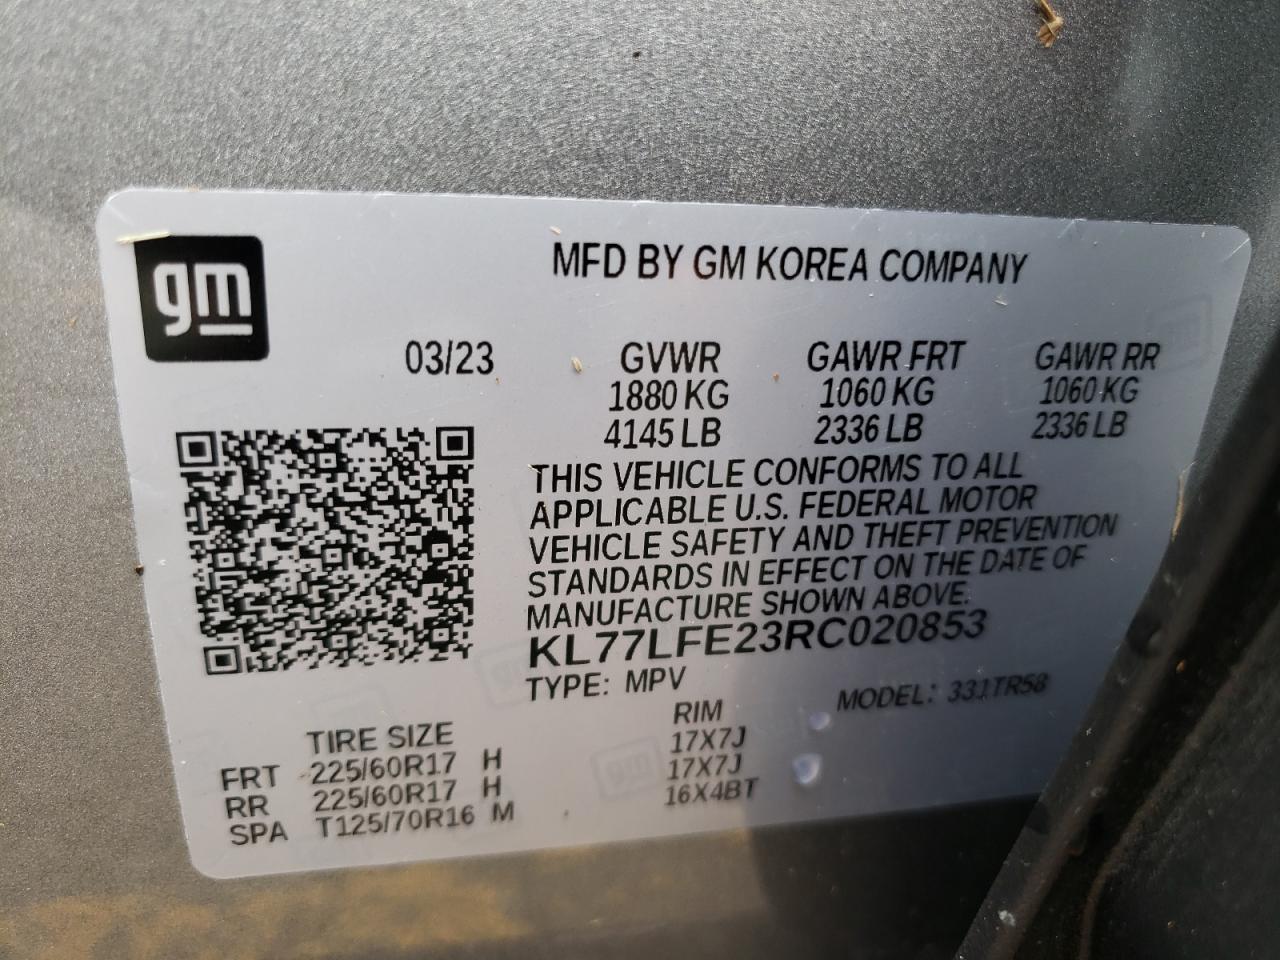 gm
MFD BY GM KOREA COMPANY
03/23 GVWR GAWR FRT GAWR RR
1880 KG 1060 KG 1060 KG
4145 LB 2336 LB 2336 LB
THIS VEHICLE CONFORMS TO ALL
APPLICABLE U.S. FEDERAL MOTOR
VEHICLE SAFETY AND THEFT PREVENTION
STANDARDS IN EFFECT ON THE DATE OF
MANUFACTURE SHOWN ABOVE.
KL77LFE23RC020853
TYPE: MPV MODEL: 331TR58
TIRE SIZE RIM
FRT 225/60R17 H 17X7J
RR 225/60R17 H 17X7J
SPA T125/70R16 M 16X4BT